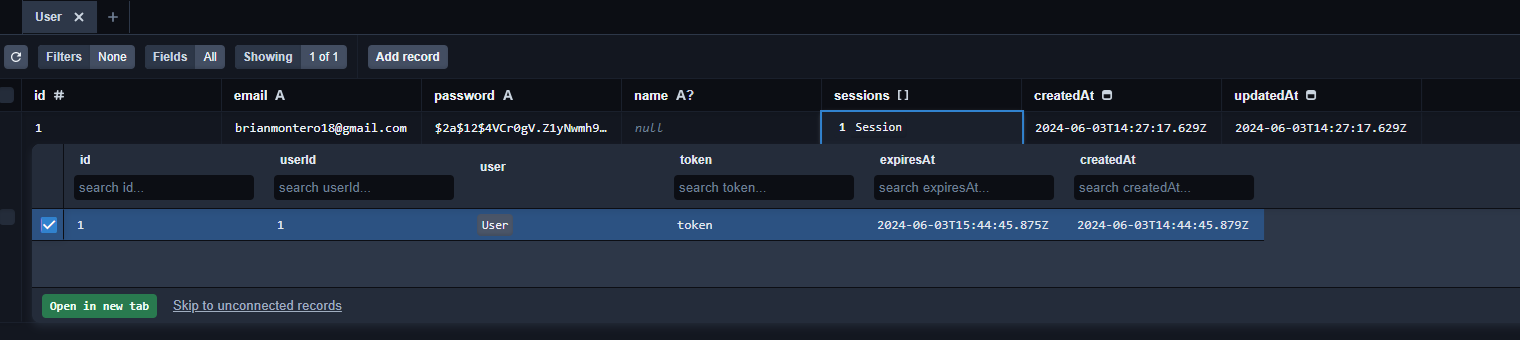 User × +
Filters None Fields All Showing 1 of 1 Add record
id # email A password A name A? sessions [] createdAt updatedAt
1 brianmontero18@gmail.com $2a$12$4VCr0gV.Z1yNwmh9… null 1 Session 2024-06-03T14:27:17.629Z 2024-06-03T14:27:17.629Z
id userId user token expiresAt createdAt
search id... search userId... search token... search expiresAt... search createdAt...
1 1 User token 2024-06-03T15:44:45.875Z 2024-06-03T14:44:45.879Z
Open in new tab Skip to unconnected records